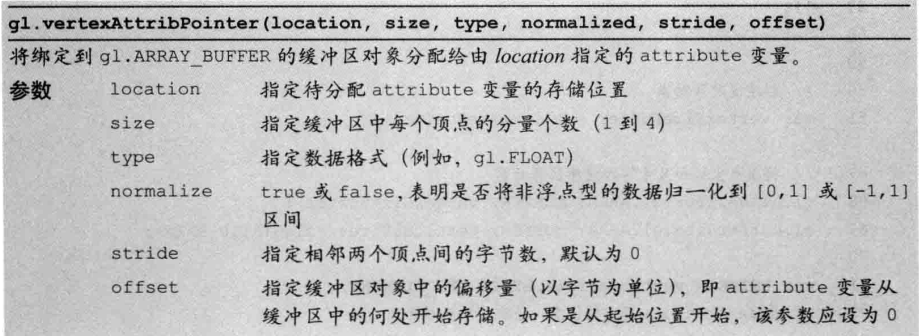 gl.vertexAttribPointer(location, size, type, normalized, stride, offset)
将绑定到 gl.ARRAY_BUFFER 的缓冲区对象分配给由 location 指定的 attribute 变量。
参数 location 指定待分配 attribute 变量的存储位置
size 指定缓冲区中每个顶点的分量个数（1 到 4）
type 指定数据格式（例如，gl.FLOAT）
normalize true 或 false，表明是否将非浮点型的数据归一化到 [0,1] 或 [-1,1]
区间
stride 指定相邻两个顶点间的字节数，默认为 0
offset 指定缓冲区对象中的偏移量（以字节为单位），即 attribute 变量从
缓冲区中的何处开始存储。如果是从起始位置开始，该参数应设为 0